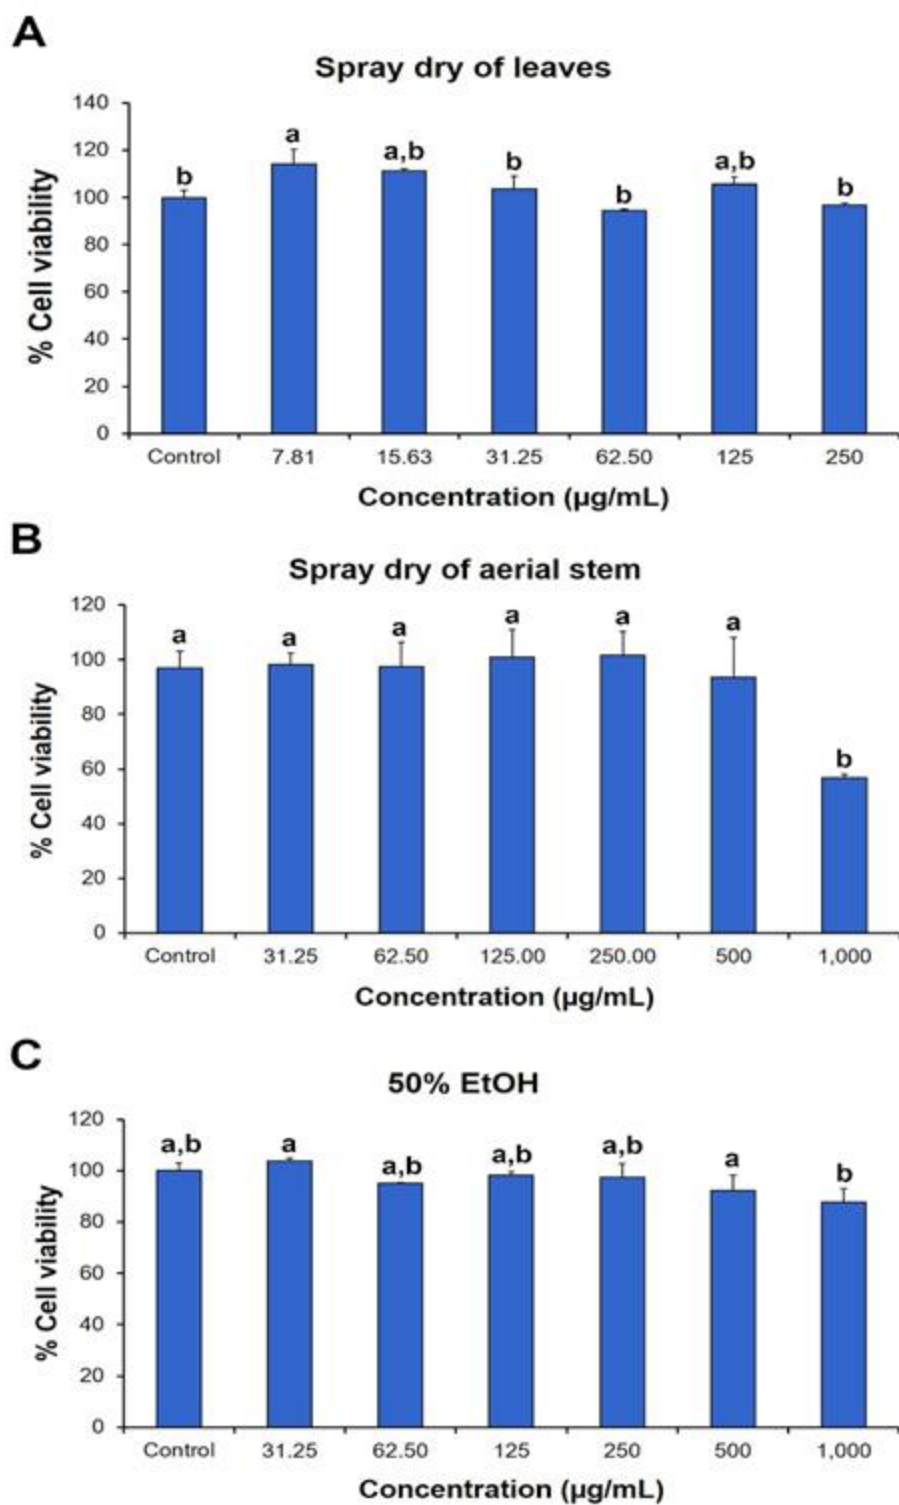 A
Spray dry of leaves
140
120
100
80
60
40
20
0
% Cell viability
b
a
a,b
b
b
a,b
b
Control 7.81 15.63 31.25 62.50 125 250
Concentration (µg/mL)
B
Spray dry of aerial stem
120
100
80
60
40
20
0
% Cell viability
a
a
a
a
a
a
b
Control 31.25 62.50 125.00 250.00 500 1,000
Concentration (µg/mL)
C
50% EtOH
120
100
80
60
40
20
0
% Cell viability
a,b
a
a,b
a,b
a,b
a
b
Control 31.25 62.50 125 250 500 1,000
Concentration (µg/mL)